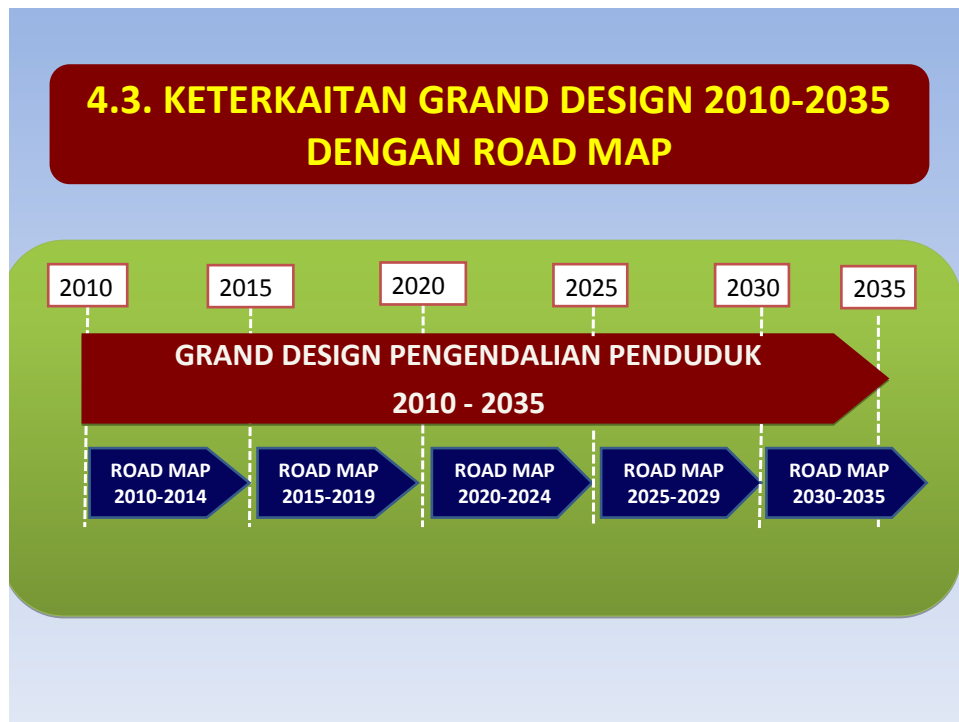 4.3. KETERKAITAN GRAND DESIGN 2010-2035
DENGAN ROAD MAP
2010
2015
2020
2025
2030
2035
GRAND DESIGN PENGENDALIAN PENDUDUK
2010 - 2035
ROAD MAP
2010-2014
ROAD MAP
2015-2019
ROAD MAP
2020-2024
ROAD MAP
2025-2029
ROAD MAP
2030-2035